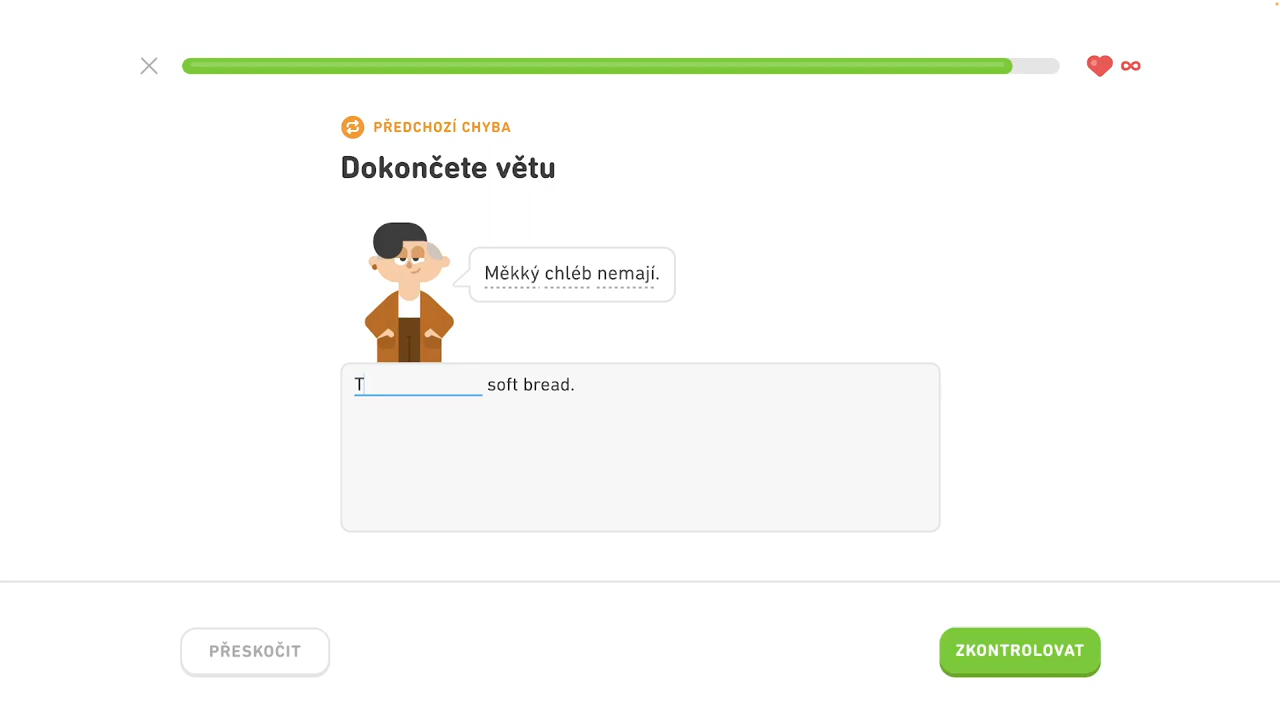 ∞
PŘEDCHOZÍ CHYBA
Dokončete větu
Měkký chléb nemají.
T soft bread.
PŘESKOČIT
ZKONTROLOVAT